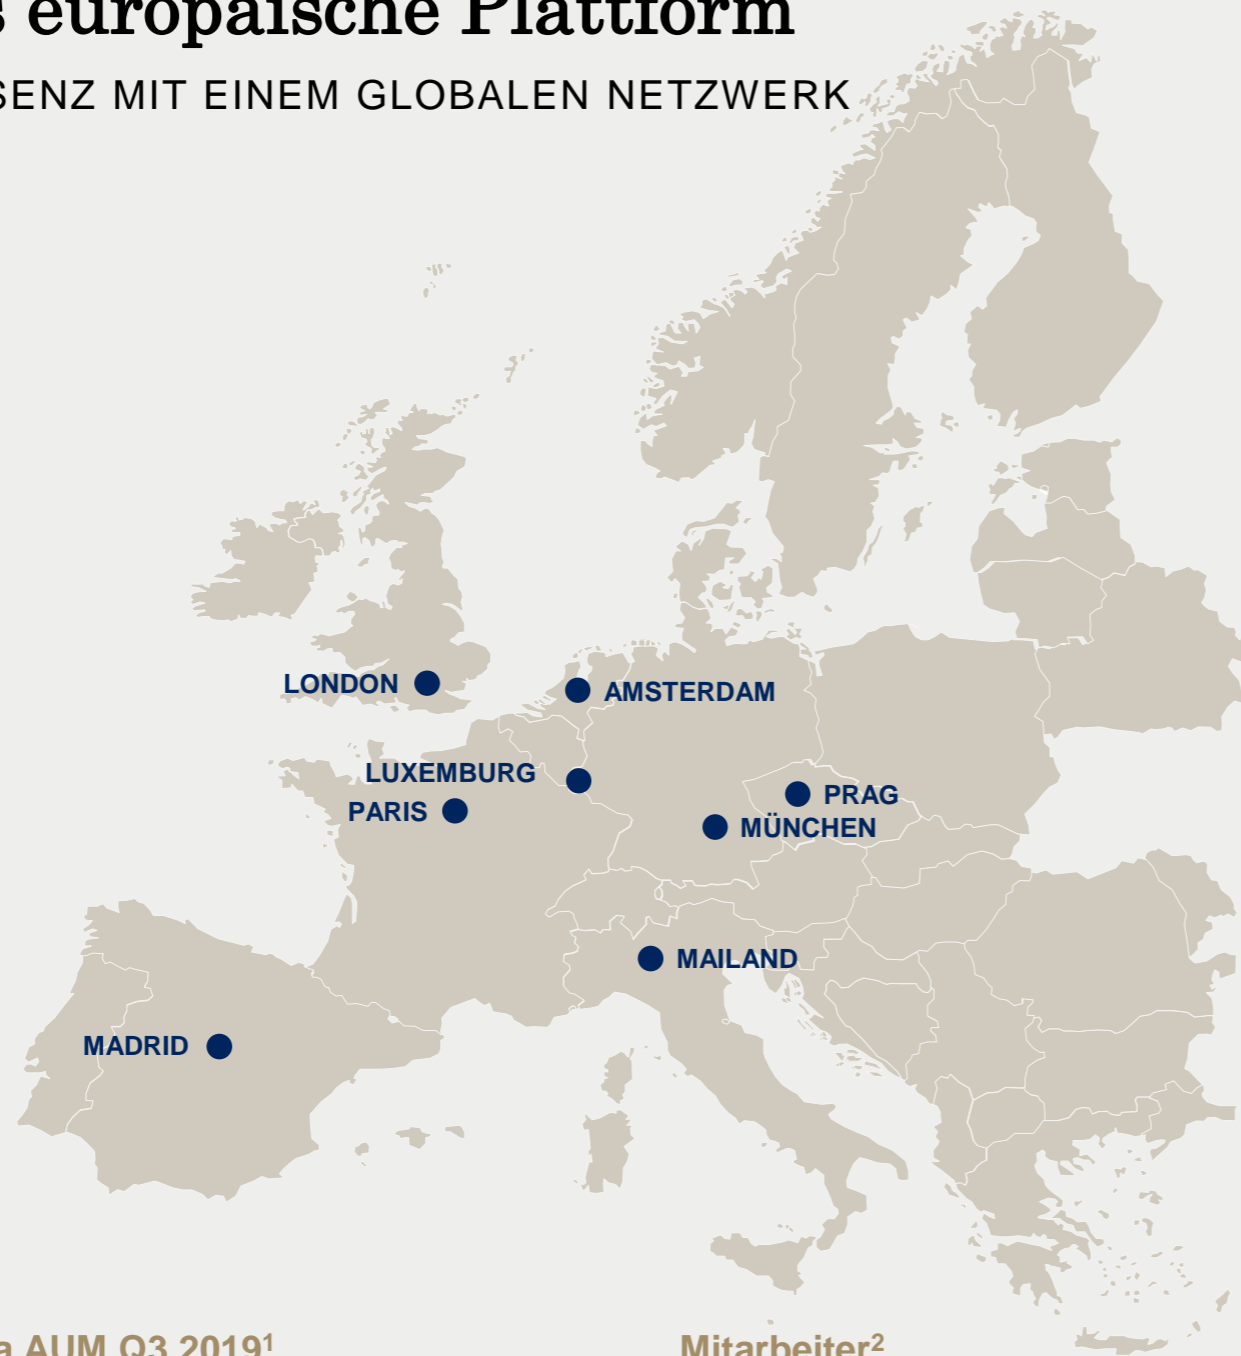 s europäische Plattform
SENZ MIT EINEM GLOBALEN NETZWERK
LONDON
AMSTERDAM
LUXEMBURG
PARIS
PRAG
MÜNCHEN
MAILAND
MADRID
a AUM Q3 2019¹
Mitarbeiter²